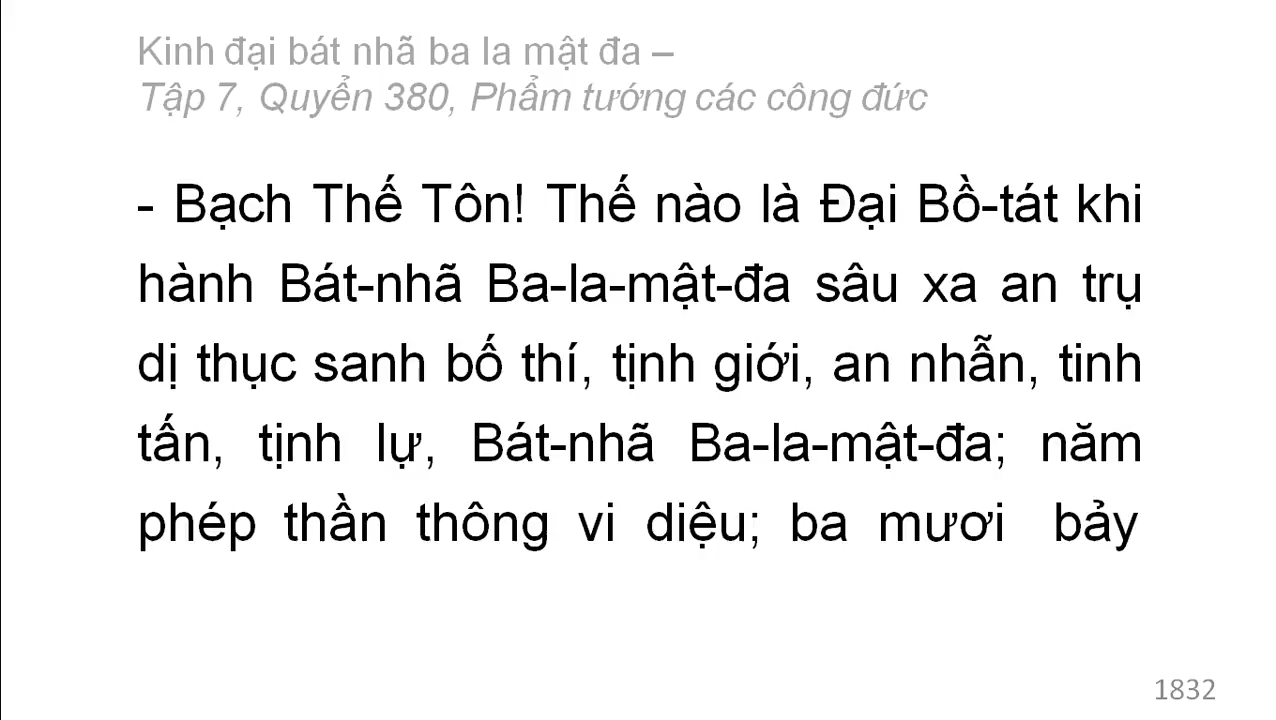 Kinh đại bát nhã ba la mật đa –
Tập 7, Quyển 380, Phẩm tướng các công đức
- Bạch Thế Tôn! Thế nào là Đại Bồ-tát khi
hành Bát-nhã Ba-la-mật-đa sâu xa an trụ
dị thục sanh bố thí, tịnh giới, an nhẫn, tinh
tấn, tịnh lự, Bát-nhã Ba-la-mật-đa; năm
phép thần thông vi diệu; ba mươi bảy
1832